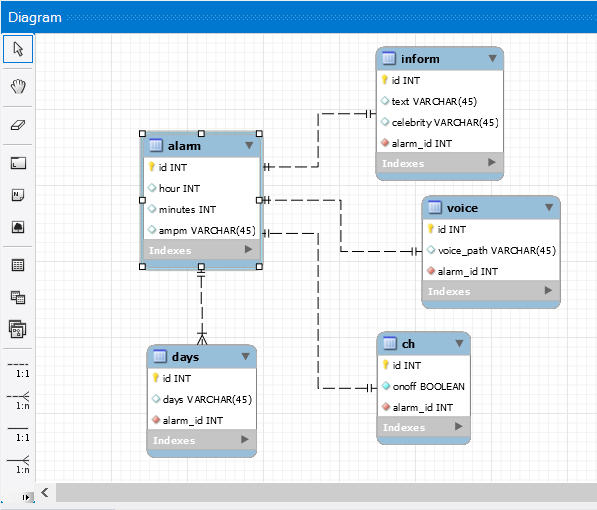 Diagram
inform
id INT
text VARCHAR(45)
celebrity VARCHAR(45)
alarm_id INT
Indexes
alarm
id INT
hour INT
minutes INT
ampm VARCHAR(45)
Indexes
voice
id INT
voice_path VARCHAR(45)
alarm_id INT
Indexes
days
id INT
days VARCHAR(45)
alarm_id INT
Indexes
ch
id INT
onoff BOOLEAN
alarm_id INT
Indexes
1:1
1:n
1:1
1:n